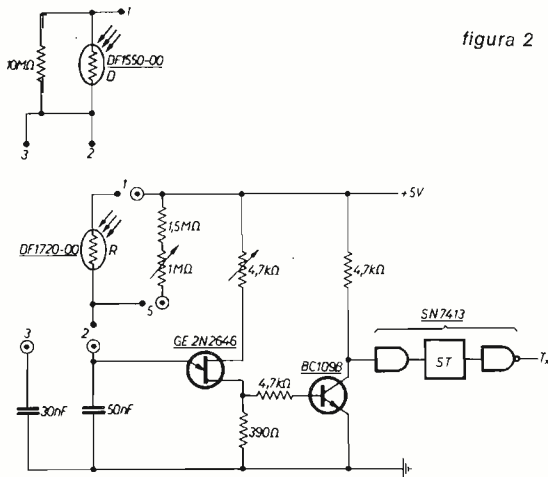 figura 2
1
10MΩ
DF1550-00
D
3
2
1
+5V
DF1720-00
R
1,5MΩ
1MΩ
4,7kΩ
4,7kΩ
5
SN7413
3
2
GE 2N2646
BC109B
ST
Tx
4,7kΩ
30nF
50nF
390Ω